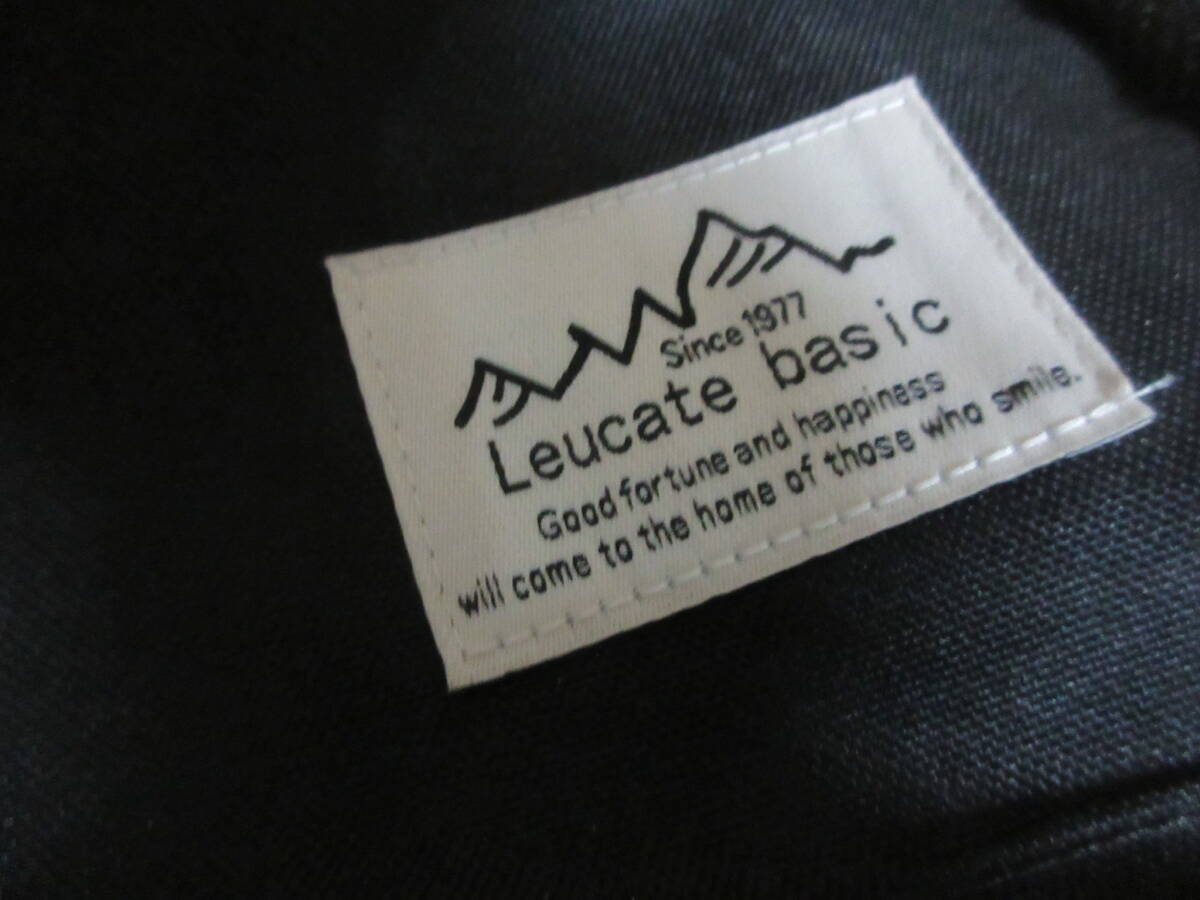 Since 1977
Leucate basic
Good fortune and happiness
will come to the home of those who smile.